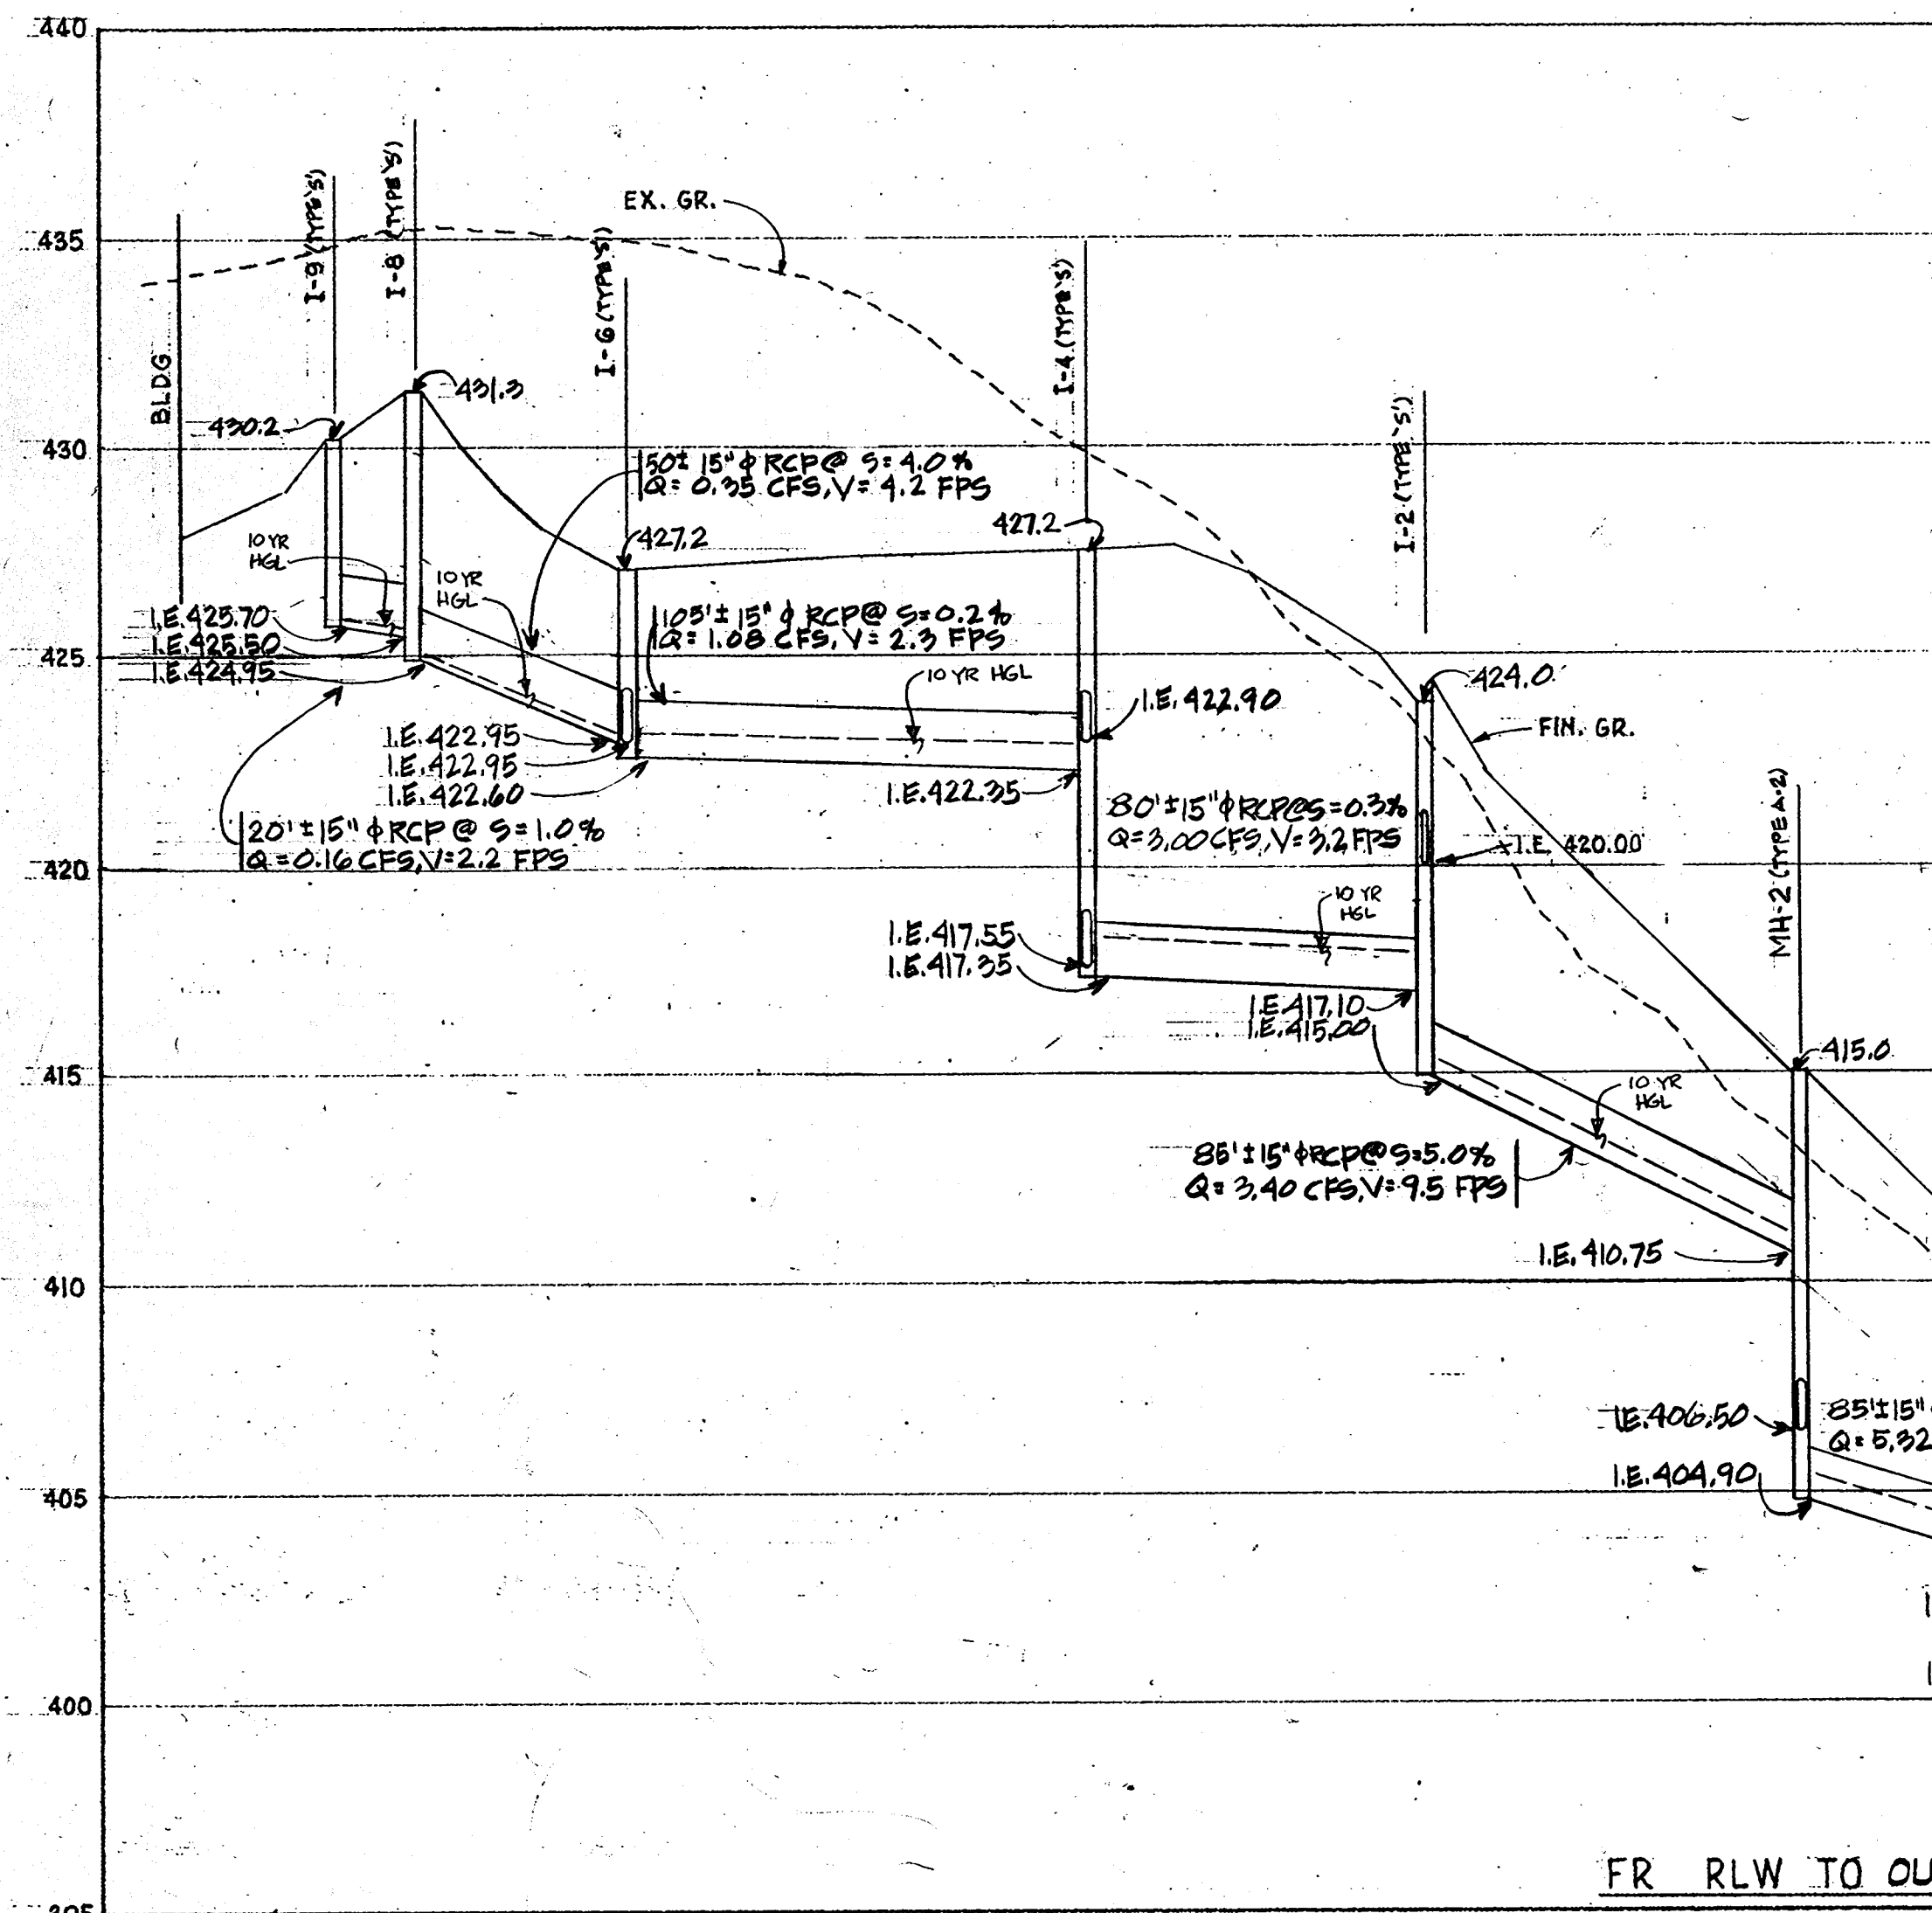 440
435
430
425
420
415
410
405
400
395
BLDG
I-9 (TYPE 'S')
I-8 (TYPE 'S')
I-6 (TYPE 'S')
I-4 (TYPE 'S')
I-2 (TYPE 'S')
MH-2 (TYPE A-2)
EX. GR.
430.2
431.3
50± 15" φ RCP @ S=4.0%
Q= 0.35 CFS, V= 4.2 FPS
427.2
427.2
10 YR
HGL
10 YR
HGL
I.E. 425.70
I.E. 425.50
I.E. 424.95
105'± 15" φ RCP @ S=0.2%
Q= 1.08 CFS, V= 2.3 FPS
10 YR HGL
I.E. 422.90
424.0
FIN. GR.
I.E. 422.95
I.E. 422.95
I.E. 422.60
I.E. 422.35
20'±15" φ RCP @ S=1.0%
Q=0.16 CFS, V=2.2 FPS
80'±15" φ RCP@S=0.3%
Q=3.00 CFS, V=3.2 FPS
I.E. 420.00
10 YR
HGL
I.E. 417.55
I.E. 417.35
I.E. 417.10
I.E. 415.00
415.0
10 YR
HGL
85'±15" φ RCP@S=5.0%
Q= 3.40 CFS, V=9.5 FPS
I.E. 410.75
I.E. 406.50
85'±15"
Q= 5.32
I.E. 404.90
FR RLW TO OU